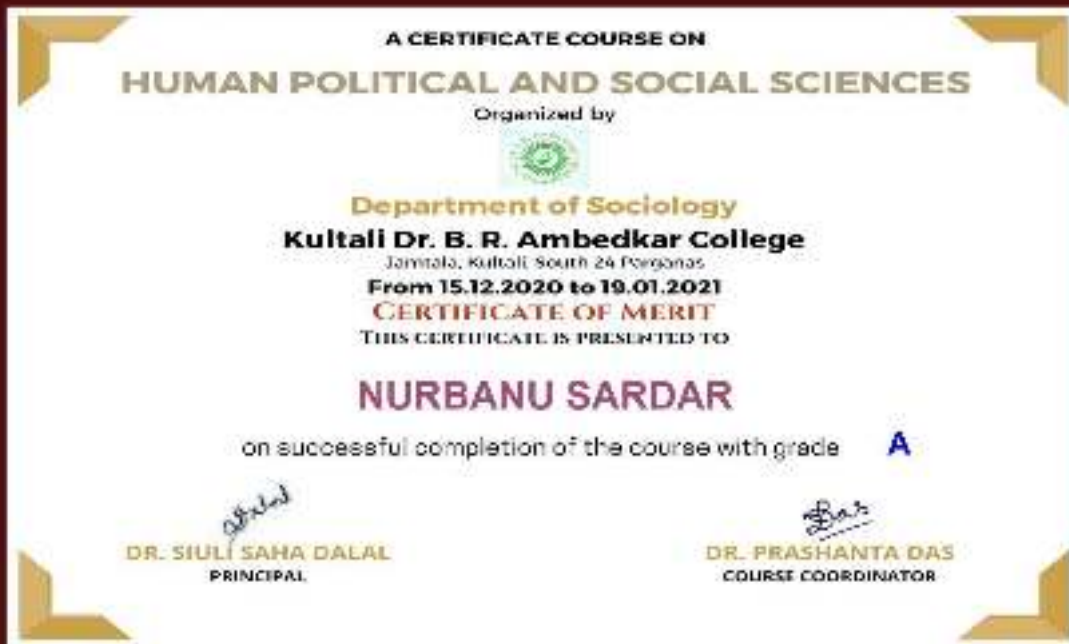 A CERTIFICATE COURSE ON
HUMAN POLITICAL AND SOCIAL SCIENCES
Organized by
Department of Sociology
Kultali Dr. B. R. Ambedkar College
Jamtala, Kultali South 24 Parganas
From 15.12.2020 to 19.01.2021
CERTIFICATE OF MERIT
THIS CERTIFICATE IS PRESENTED TO
NURBANU SARDAR
on successful completion of the course with grade A
Das
DR. SIULI SAHA DALAL
DR. PRASHANTA DAS
PRINCIPAL
COURSE COORDINATOR